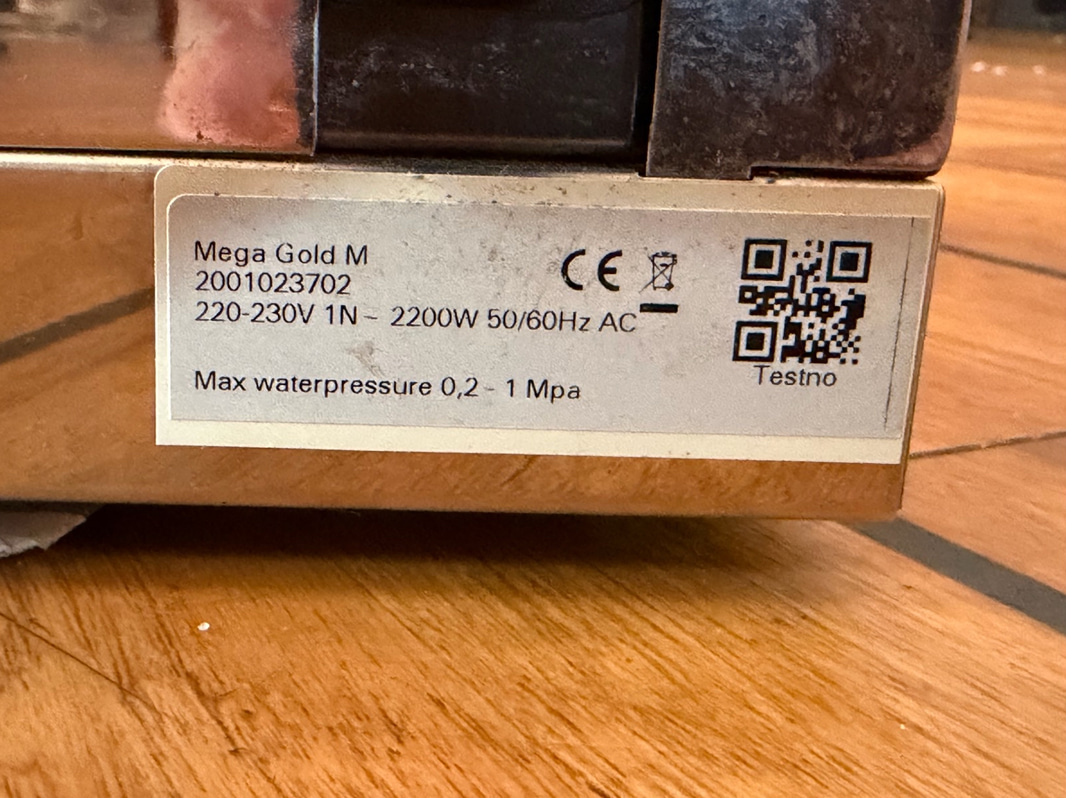 Mega Gold M
2001023702
220-230V 1N~ 2200W 50/60Hz AC
Max waterpressure 0,2 - 1 Mpa
CE
Testno